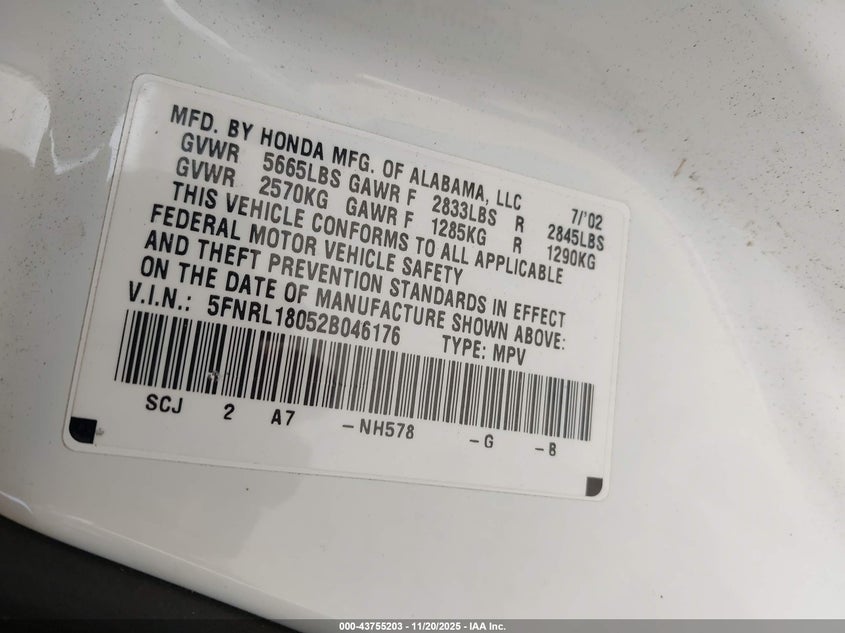 MFD. BY HONDA MFG. OF ALABAMA, LLC 7/'02
GVWR 5665LBS GAWR F 2833LBS R 2845LBS
GVWR 2570KG GAWR F 1285KG R 1290KG
THIS VEHICLE CONFORMS TO ALL APPLICABLE
FEDERAL MOTOR VEHICLE SAFETY
AND THEFT PREVENTION STANDARDS IN EFFECT
ON THE DATE OF MANUFACTURE SHOWN ABOVE:
V.I.N.: 5FNRL18052B046176 TYPE: MPV
SCJ 2 A7 -NH578 -G -B
000-43755203 - 11/20/2025 - IAA Inc.